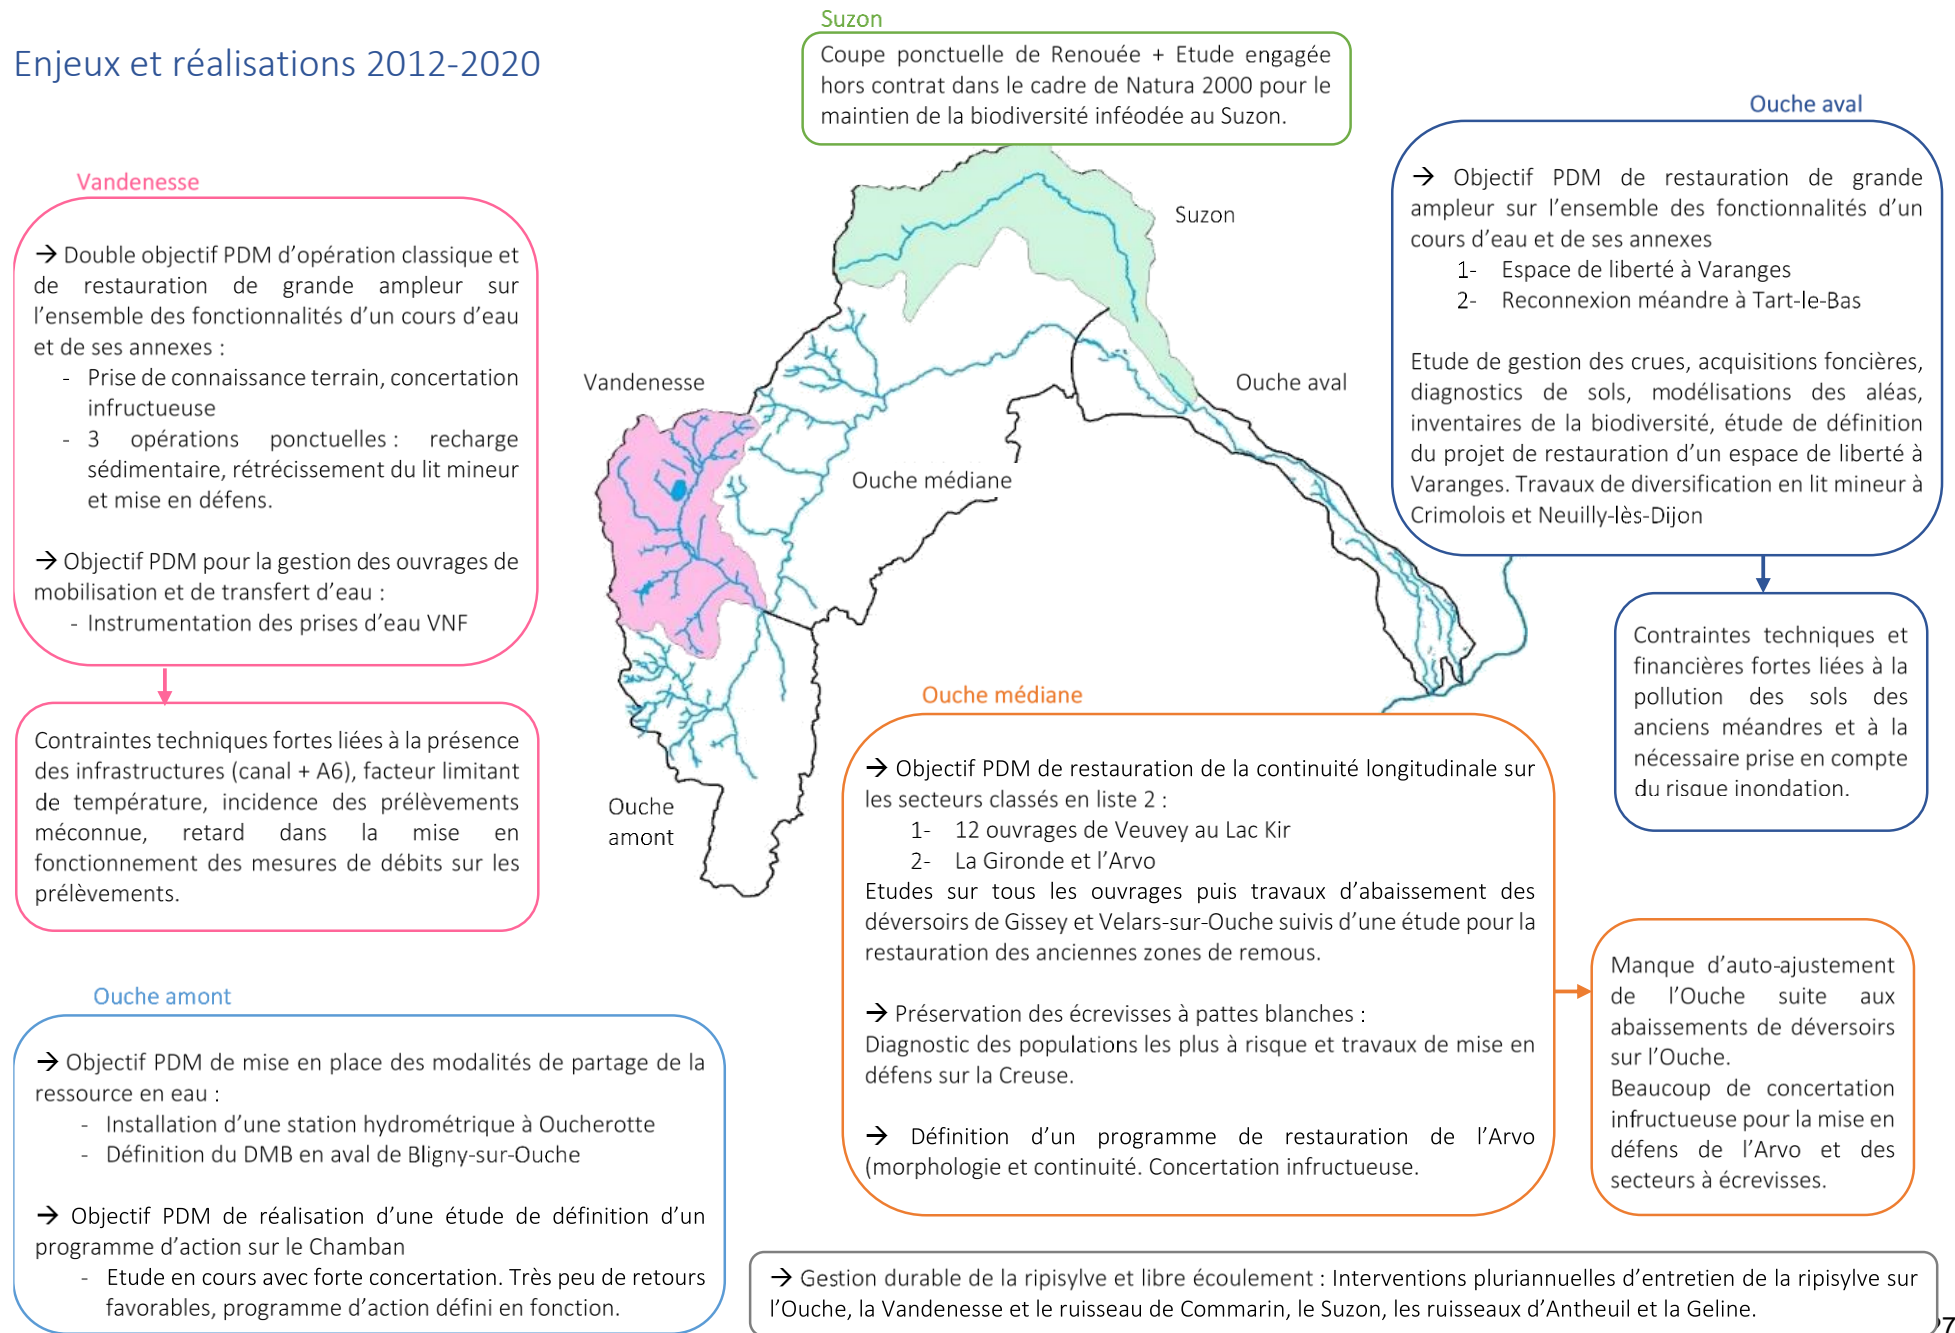 Enjeux et réalisations 2012-2020
Suzon
Coupe ponctuelle de Renouée + Etude engagée
hors contrat dans le cadre de Natura 2000 pour le
maintien de la biodiversité inféodée au Suzon.
Vandenesse
→ Double objectif PDM d’opération classique et
de restauration de grande ampleur sur
l’ensemble des fonctionnalités d’un cours d’eau
et de ses annexes :
- Prise de connaissance terrain, concertation
infructueuse
- 3 opérations ponctuelles : recharge
sédimentaire, rétrécissement du lit mineur
et mise en défens.
→ Objectif PDM pour la gestion des ouvrages de
mobilisation et de transfert d’eau :
- Instrumentation des prises d’eau VNF
Contraintes techniques fortes liées à la présence
des infrastructures (canal + A6), facteur limitant
de température, incidence des prélèvements
méconnue, retard dans la mise en
fonctionnement des mesures de débits sur les
prélèvements.
Ouche amont
→ Objectif PDM de mise en place des modalités de partage de la
ressource en eau :
- Installation d’une station hydrométrique à Oucherotte
- Définition du DMB en aval de Bligny-sur-Ouche
→ Objectif PDM de réalisation d’une étude de définition d’un
programme d’action sur le Chamban
- Etude en cours avec forte concertation. Très peu de retours
favorables, programme d’action défini en fonction.
Suzon
Vandenesse
Ouche aval
Ouche médiane
Ouche
amont
Ouche aval
→ Objectif PDM de restauration de grande
ampleur sur l’ensemble des fonctionnalités d’un
cours d’eau et de ses annexes
1- Espace de liberté à Varanges
2- Reconnexion méandre à Tart-le-Bas
Etude de gestion des crues, acquisitions foncières,
diagnostics de sols, modélisations des aléas,
inventaires de la biodiversité, étude de définition
du projet de restauration d’un espace de liberté à
Varanges. Travaux de diversification en lit mineur à
Crimolois et Neuilly-lès-Dijon
Contraintes techniques et
financières fortes liées à la
pollution des sols des
anciens méandres et à la
nécessaire prise en compte
du risque inondation.
Ouche médiane
→ Objectif PDM de restauration de la continuité longitudinale sur
les secteurs classés en liste 2 :
1- 12 ouvrages de Veuvey au Lac Kir
2- La Gironde et l’Arvo
Etudes sur tous les ouvrages puis travaux d’abaissement des
déversoirs de Gissey et Velars-sur-Ouche suivis d’une étude pour la
restauration des anciennes zones de remous.
→ Préservation des écrevisses à pattes blanches :
Diagnostic des populations les plus à risque et travaux de mise en
défens sur la Creuse.
→ Définition d’un programme de restauration de l’Arvo
(morphologie et continuité. Concertation infructueuse.
Manque d’auto-ajustement
de l’Ouche suite aux
abaissements de déversoirs
sur l’Ouche.
Beaucoup de concertation
infructueuse pour la mise en
défens de l’Arvo et des
secteurs à écrevisses.
→ Gestion durable de la ripisylve et libre écoulement : Interventions pluriannuelles d’entretien de la ripisylve sur
l’Ouche, la Vandenesse et le ruisseau de Commarin, le Suzon, les ruisseaux d’Antheuil et la Geline.